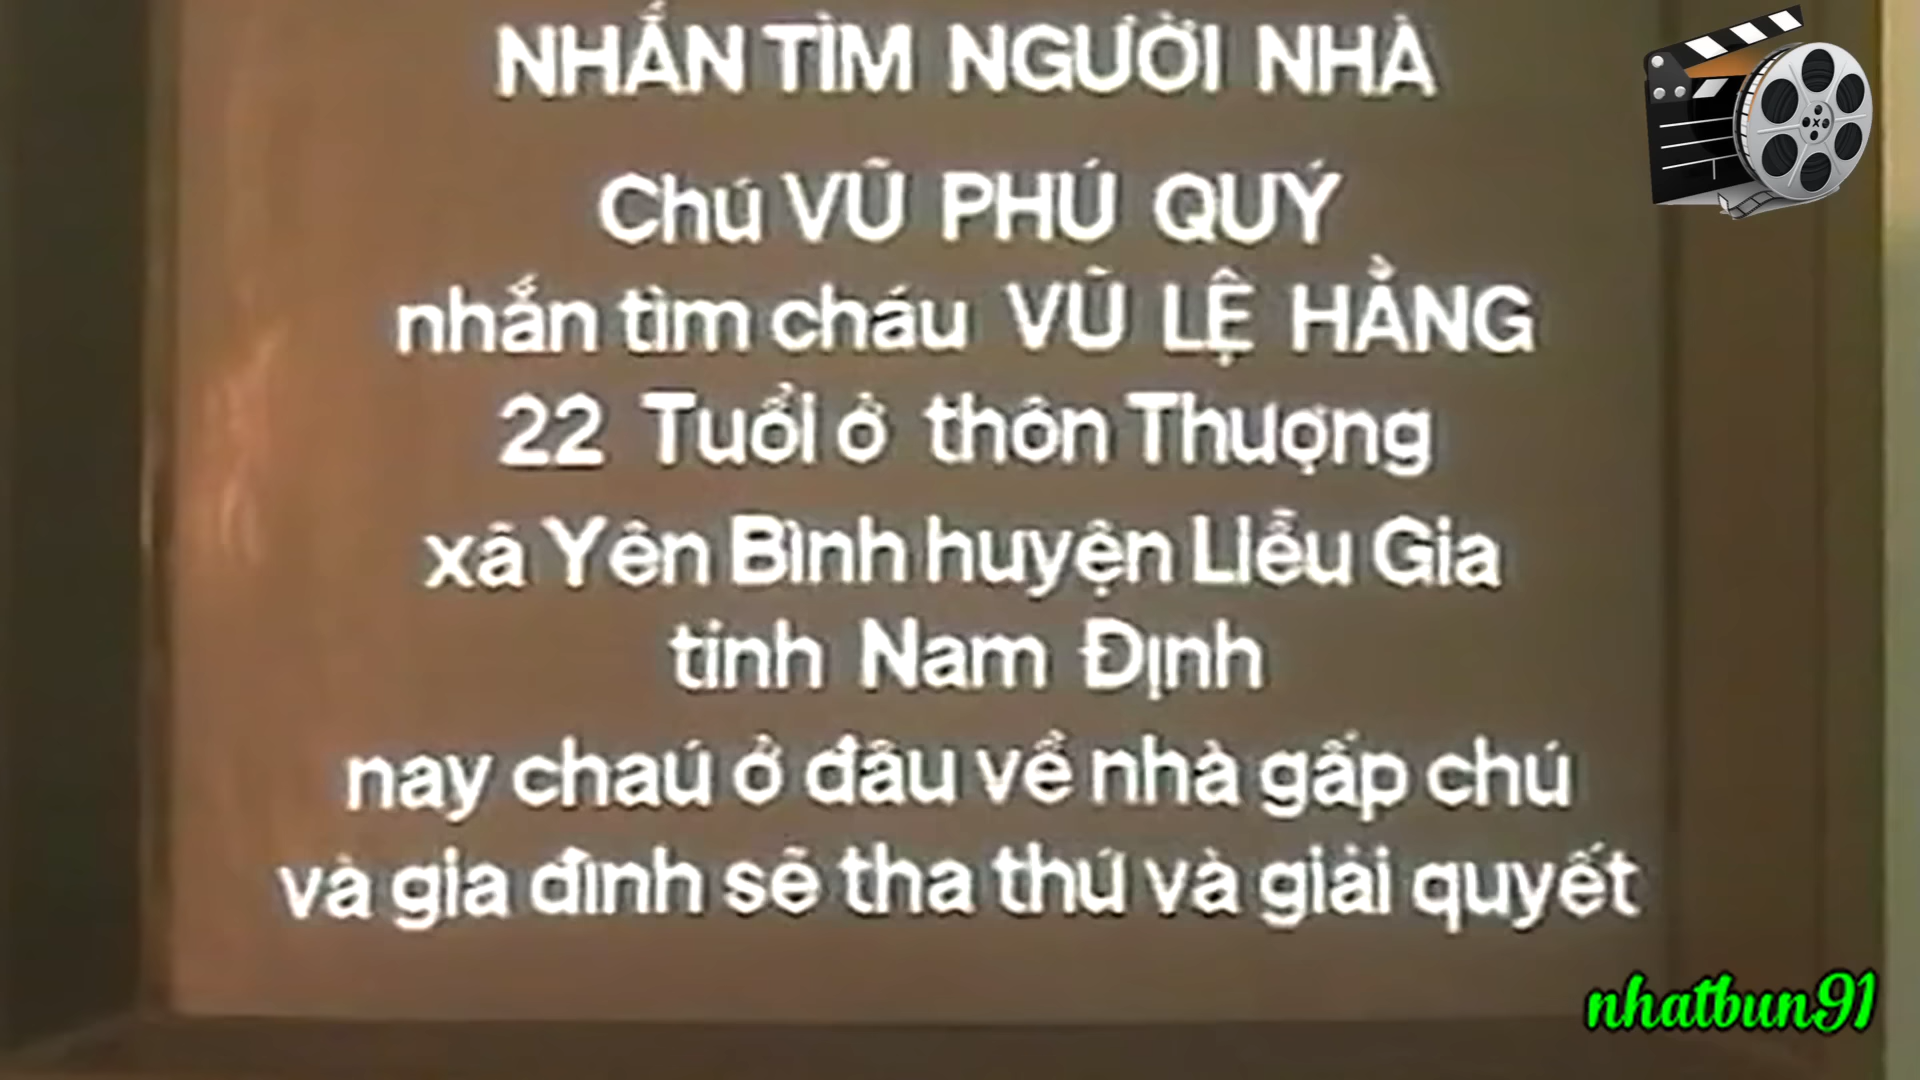 NHẮN TÌM NGƯỜI NHÀ
Chú VŨ PHÚ QUÝ
nhắn tìm cháu VŨ LỆ HẰNG
22 Tuổi ở thôn Thượng
xã Yên Bình huyện Liễu Gia
tỉnh Nam Định
nay chaú ở đâu về nhà gấp chú
và gia đình sẽ tha thứ và giải quyết
nhatbun91